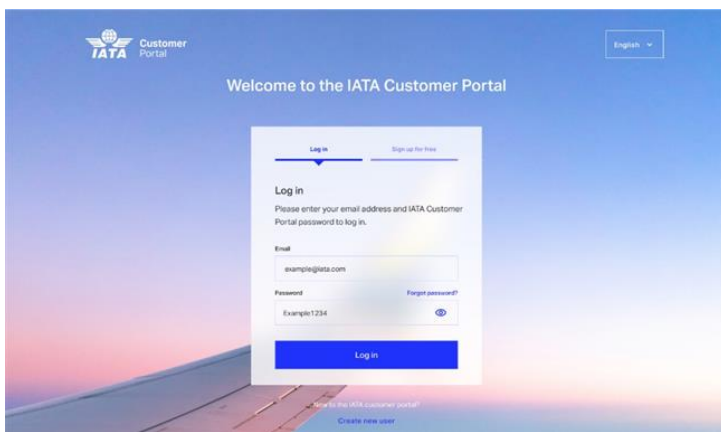 IATA
Customer
Portal
English
Welcome to the IATA Customer Portal
Log in
Sign up for free
Log in
Please enter your email address and IATA Customer
Portal password to log in.
Email
example@iata.com
Password
Forgot password?
Example1234
Log in
New to the IATA customer portal?
Create new user